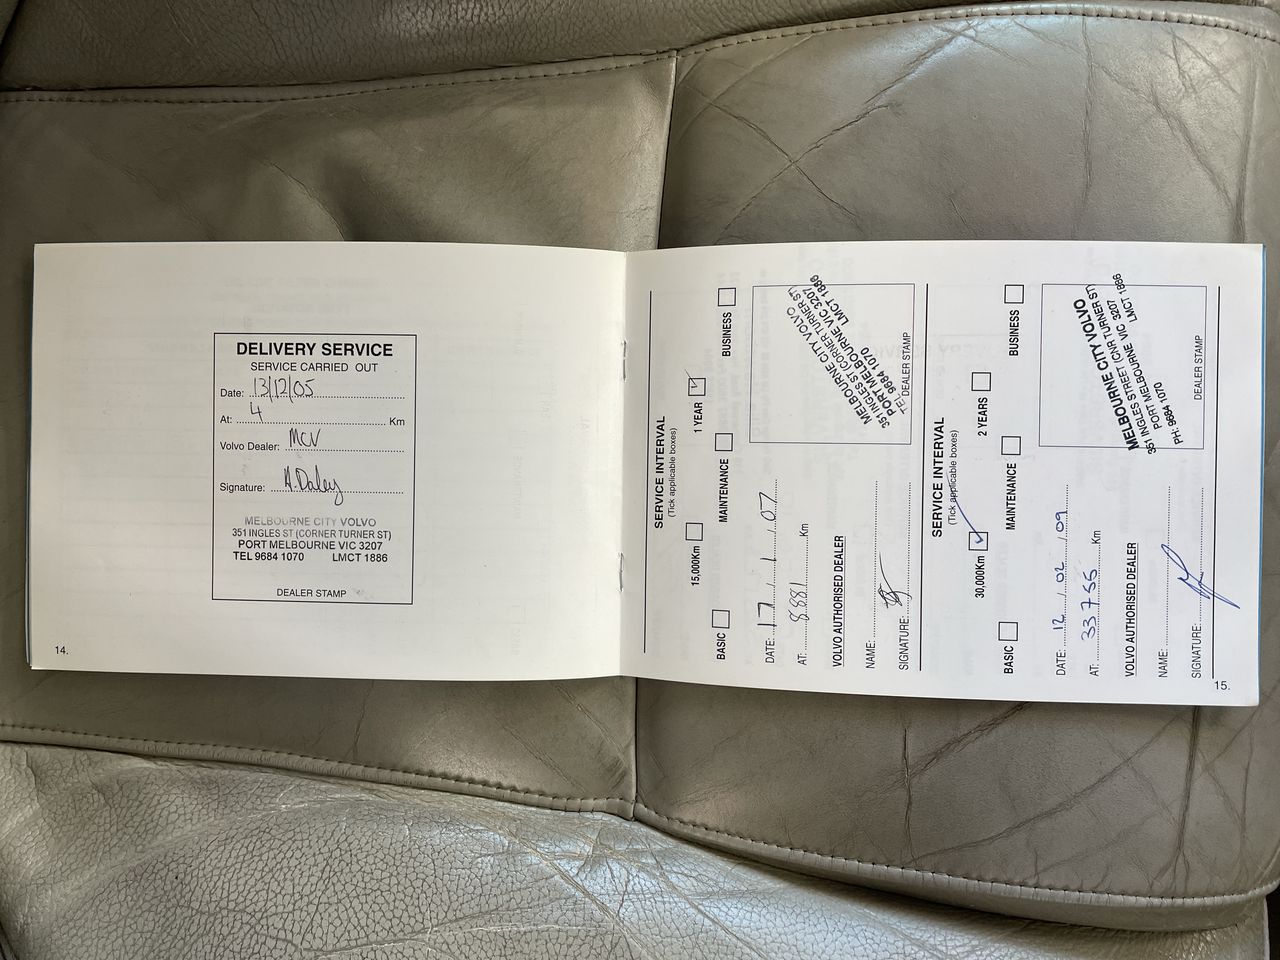 DELIVERY SERVICE
SERVICE CARRIED OUT
Date: 13/12/05
At: 4 Km
Volvo Dealer: MCV
Signature: A. Daley
MELBOURNE CITY VOLVO
351 INGLES ST (CORNER TURNER ST)
PORT MELBOURNE VIC 3207
TEL 9684 1070 LMCT 1886
DEALER STAMP
14.
SERVICE INTERVAL
(Tick applicable boxes)
15,000Km 1 YEAR
BASIC MAINTENANCE BUSINESS
DATE: 17 / 1 / 07
AT: 8881 Km
VOLVO AUTHORISED DEALER
NAME:
SIGNATURE:
MELBOURNE CITY VOLVO
351 INGLES ST (CORNER TURNER ST)
PORT MELBOURNE VIC 3207
TEL 9684 1070 LMCT 1886
DEALER STAMP
SERVICE INTERVAL
(Tick applicable boxes)
30,000Km 2 YEARS
BASIC MAINTENANCE BUSINESS
DATE: 12 / 02 / 09
AT: 33756 Km
VOLVO AUTHORISED DEALER
NAME:
SIGNATURE:
MELBOURNE CITY VOLVO
351 INGLES STREET (CNR TURNER ST)
PORT MELBOURNE VIC 3207
PH: 9684 1070 LMCT 1886
DEALER STAMP
15.